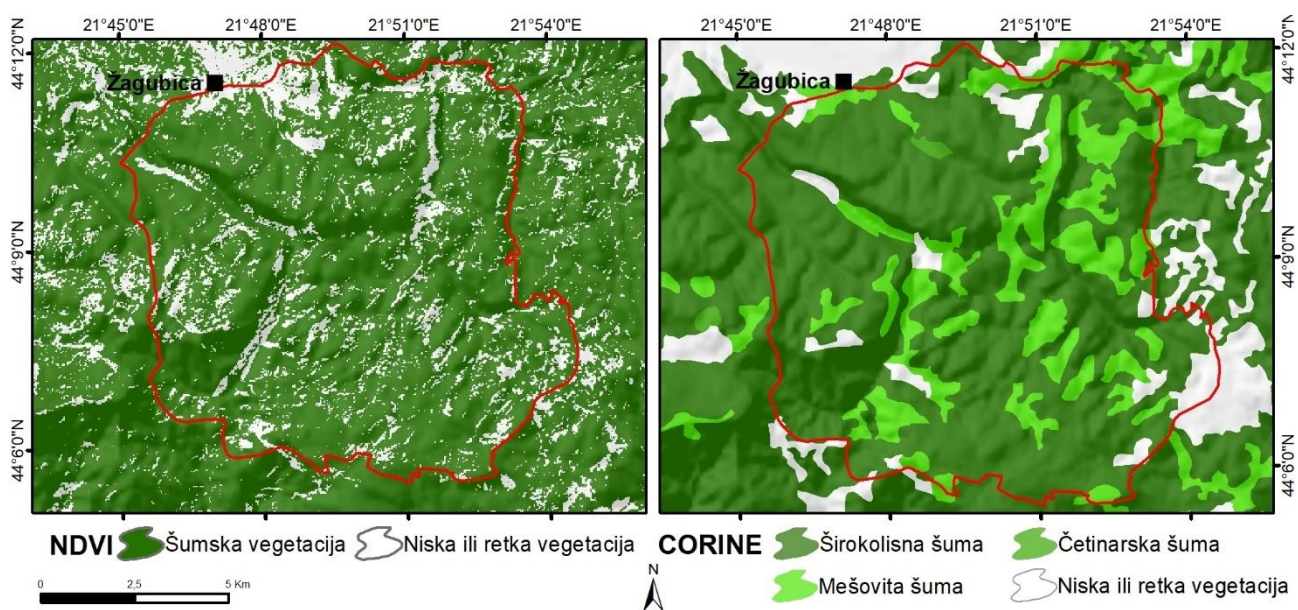 21°45'0"E 21°48'0"E 21°51'0"E 21°54'0"E
21°45'0"E 21°48'0"E 21°51'0"E 21°54'0"E
44°12'0"N
44°9'0"N
44°6'0"N
Žagubica
Žagubica
44°12'0"N
44°9'0"N
44°6'0"N
NDVI Šumska vegetacija Niska ili retka vegetacija
CORINE Širokolisna šuma Četinarska šuma
Mešovita šuma Niska ili retka vegetacija
0 2,5 5 Km
N